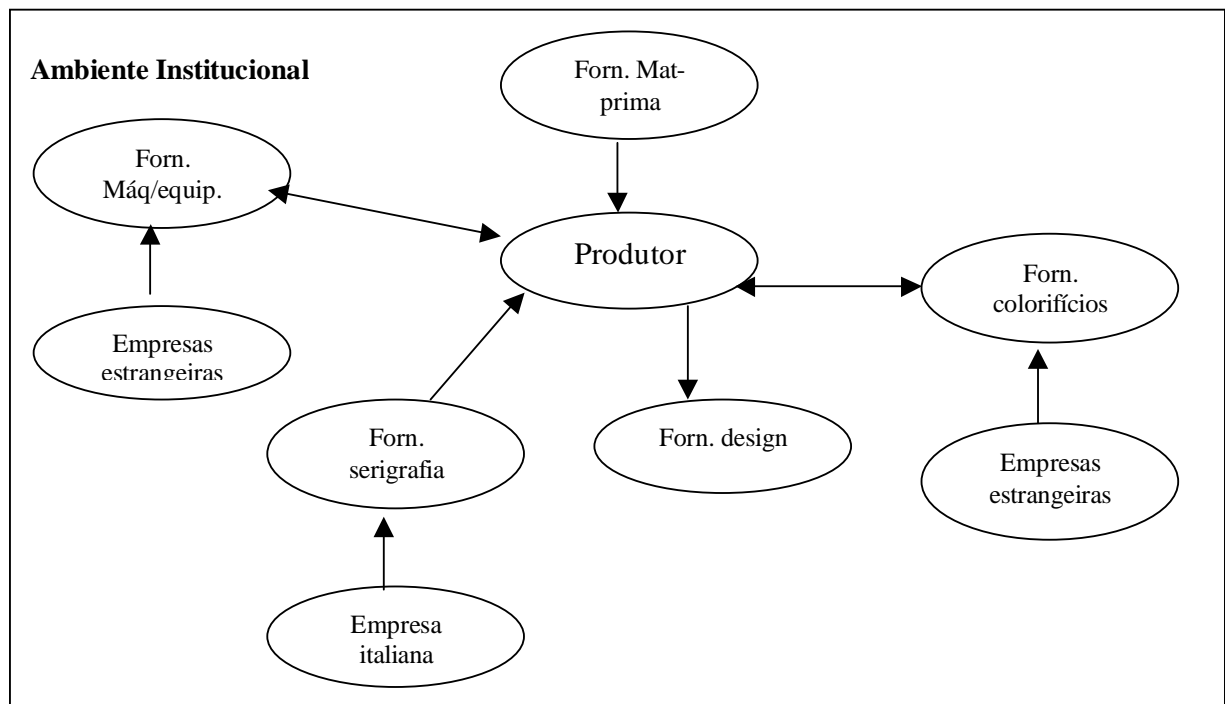 Ambiente Institucional
Forn. Mat-
prima
Forn.
Máq/equip.
Produtor
Forn.
colorifícios
Empresas
estrangeiras
Forn.
serigrafia
Forn. design
Empresas
estrangeiras
Empresa
italiana